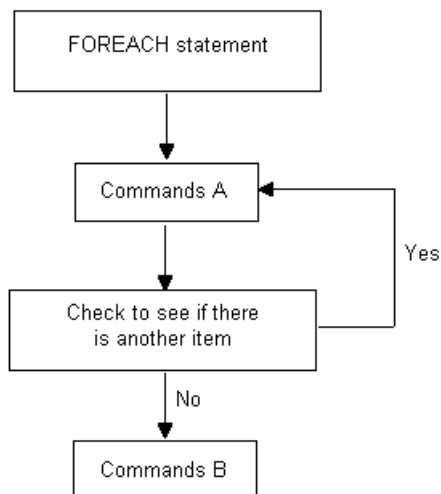 FOREACH statement
Commands A
Yes
Check to see if there
is another item
No
Commands B